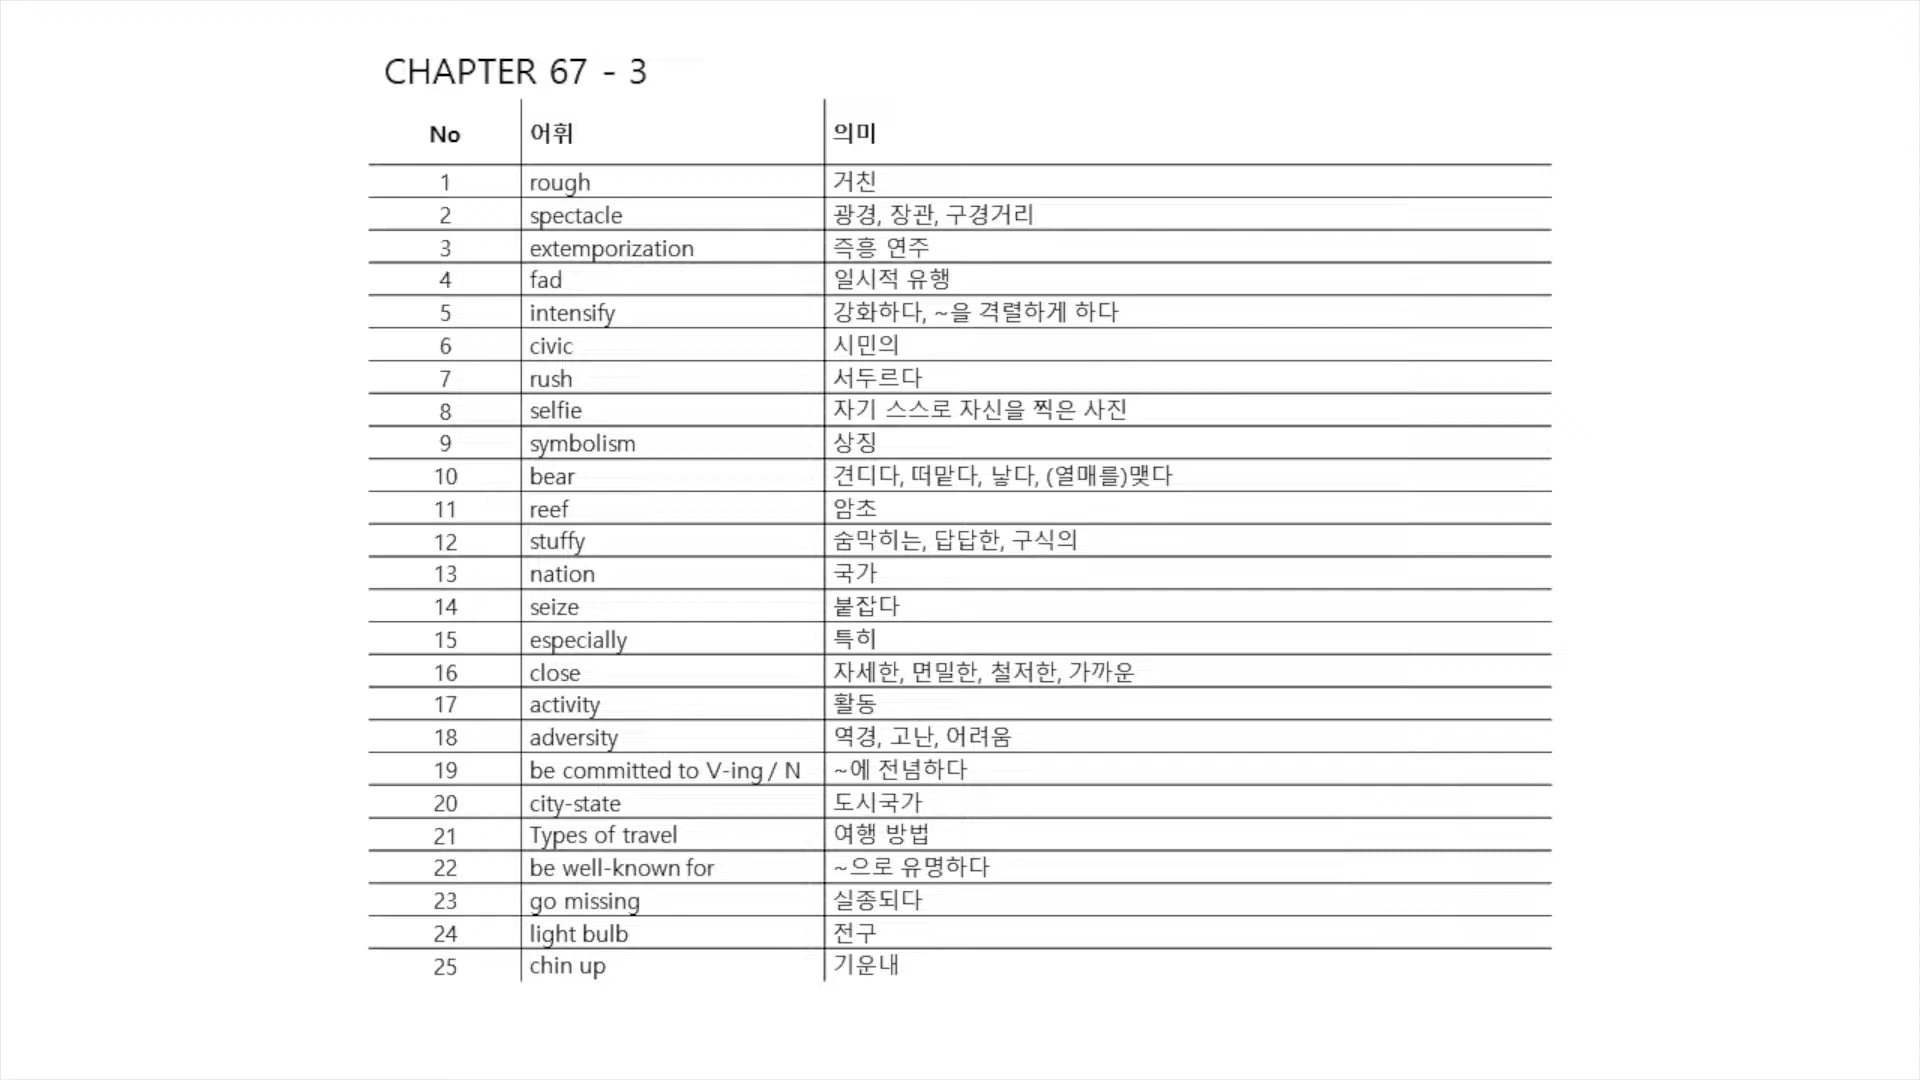 CHAPTER 67 - 3
No 어휘 의미
1 rough 거친
2 spectacle 광경, 장관, 구경거리
3 extemporization 즉흥 연주
4 fad 일시적 유행
5 intensify 강화하다, ~을 격렬하게 하다
6 civic 시민의
7 rush 서두르다
8 selfie 자기 스스로 자신을 찍은 사진
9 symbolism 상징
10 bear 견디다, 떠맡다, 낳다, (열매를)맺다
11 reef 암초
12 stuffy 숨막히는, 답답한, 구식의
13 nation 국가
14 seize 붙잡다
15 especially 특히
16 close 자세한, 면밀한, 철저한, 가까운
17 activity 활동
18 adversity 역경, 고난, 어려움
19 be committed to V-ing / N ~에 전념하다
20 city-state 도시국가
21 Types of travel 여행 방법
22 be well-known for ~으로 유명하다
23 go missing 실종되다
24 light bulb 전구
25 chin up 기운내